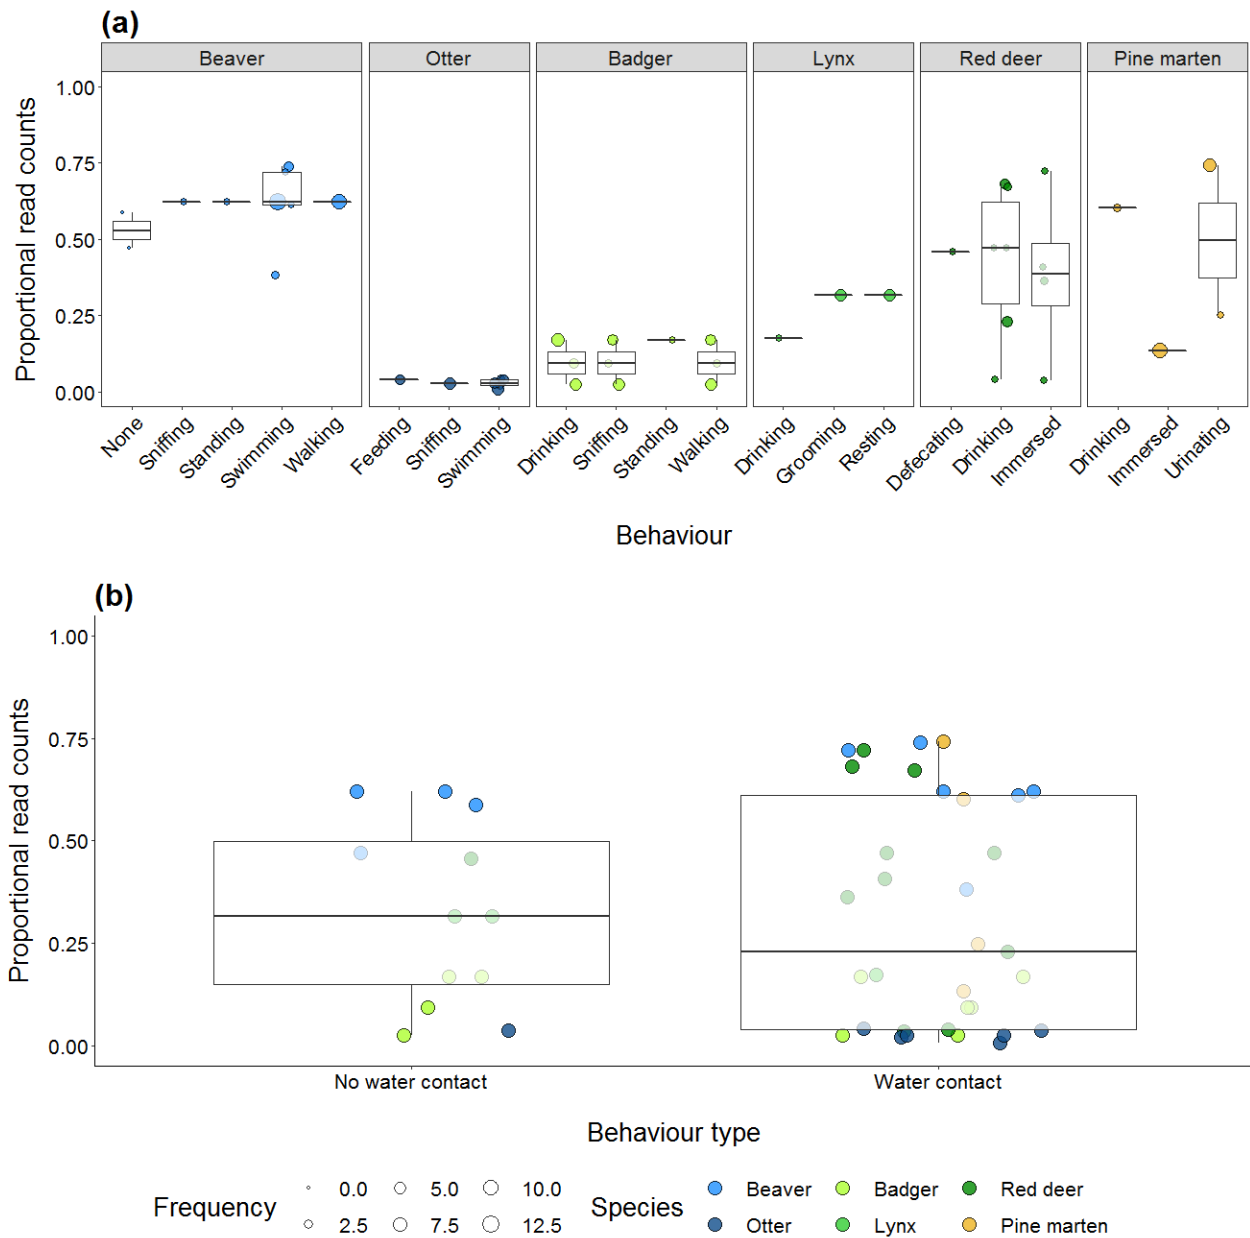 (a)
Beaver Otter Badger Lynx Red deer Pine marten
Proportional read counts
1.00
0.75
0.50
0.25
0.00
None Sniffing Standing Swimming Walking Feeding Sniffing Swimming Drinking Sniffing Standing Walking Drinking Grooming Resting Defecating Drinking Immersed Drinking Immersed Urinating
Behaviour
(b)
Proportional read counts
1.00
0.75
0.50
0.25
0.00
No water contact Water contact
Behaviour type
Frequency 0.0 5.0 10.0 2.5 7.5 12.5
Species Beaver Badger Red deer Otter Lynx Pine marten